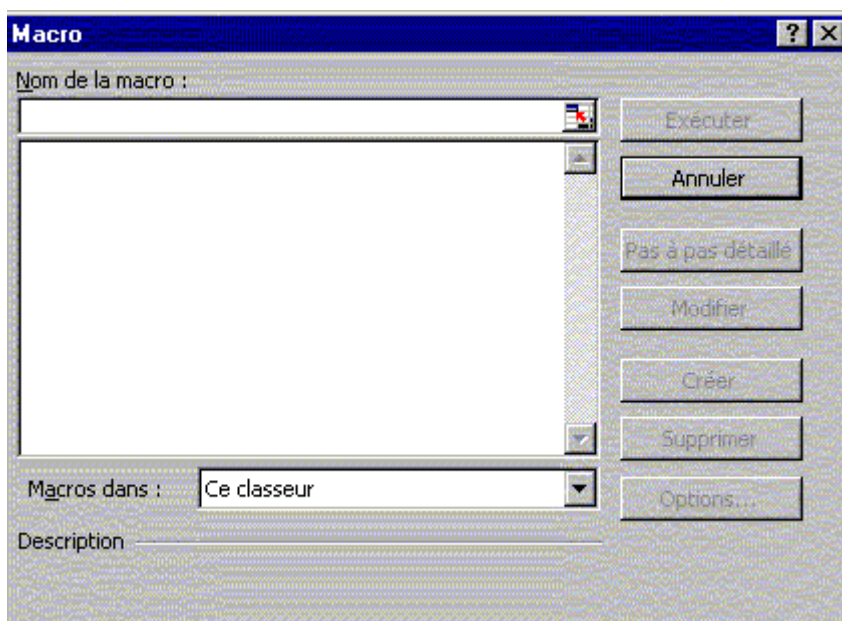 Macro
Nom de la macro :
Exécuter
Annuler
Pas à pas détaillé
Modifier
Créer
Supprimer
Macros dans :
Ce classeur
Options...
Description